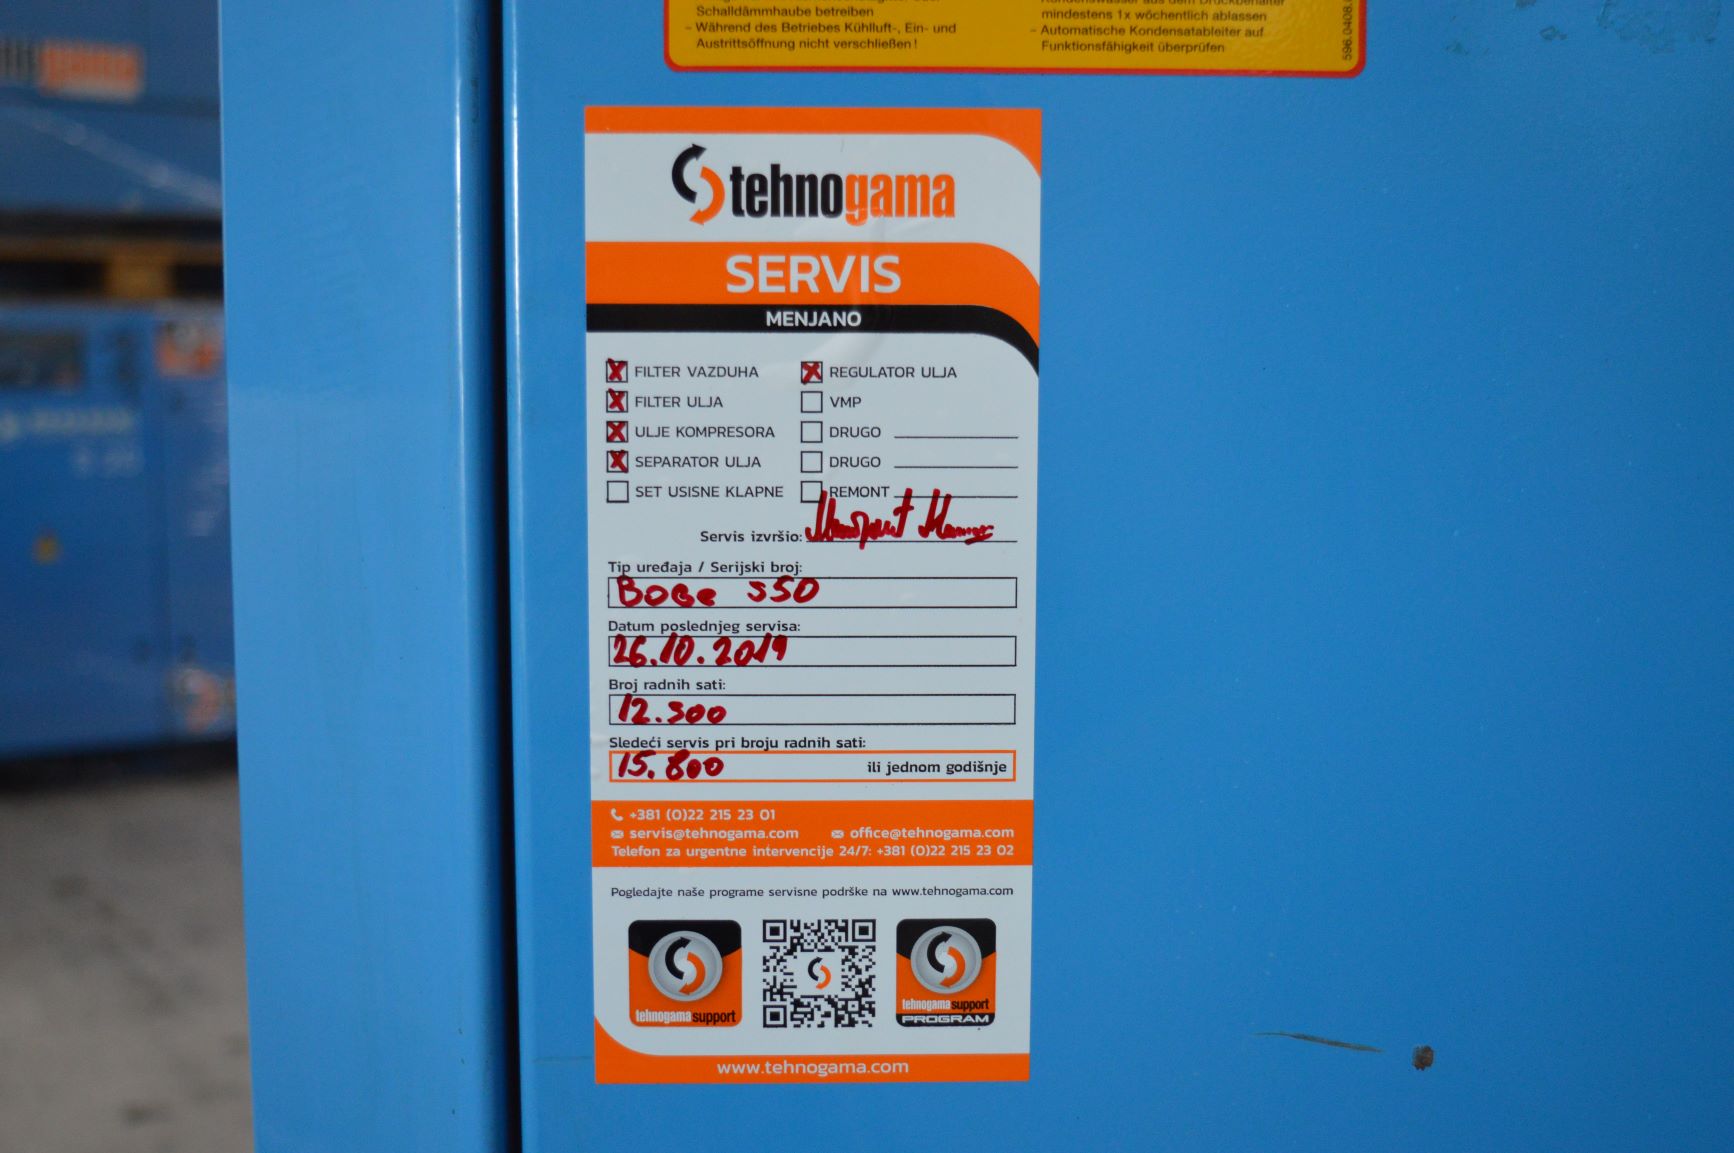 Schalldämmhaube betreiben
– Während des Betriebes Kühlluft-, Ein- und
Austrittsöffnung nicht verschließen !
mindestens 1x wöchentlich ablassen
– Automatische Kondensatableiter auf
Funktionsfähigkeit überprüfen
tehnogama
SERVIS
MENJANO
X FILTER VAZDUHA
X FILTER ULJA
X ULJE KOMPRESORA
X SEPARATOR ULJA
SET USISNE KLAPNE
X REGULATOR ULJA
VMP
DRUGO
DRUGO
REMONT
Servis izvršio:
Tip uređaja / Serijski broj:
BOGe S50
Datum poslednjeg servisa:
26.10.2019
Broj radnih sati:
12.300
Sledeći servis pri broju radnih sati:
15.800 ili jednom godišnje
+381 (0)22 215 23 01
servis@tehnogama.com office@tehnogama.com
Telefon za urgentne intervencije 24/7: +381 (0)22 215 23 02
Pogledajte naše programe servisne podrške na www.tehnogama.com
tehnogama support
tehnogama support
PROGRAM
www.tehnogama.com